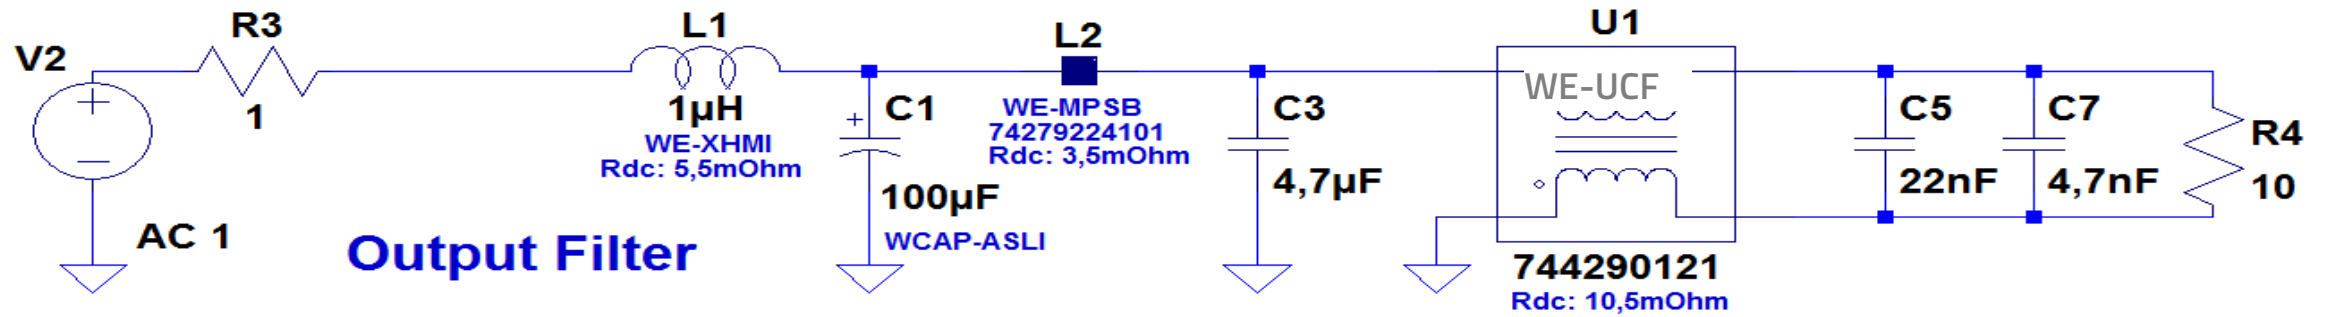 V2
AC 1
R3
1
L1
1µH
WE-XHMI
Rdc: 5,5mOhm
C1
100µF
WCAP-ASLI
L2
WE-MPSB
74279224101
Rdc: 3,5mOhm
C3
4,7µF
U1
WE-UCF
744290121
Rdc: 10,5mOhm
C5
22nF
C7
4,7nF
R4
10
Output Filter